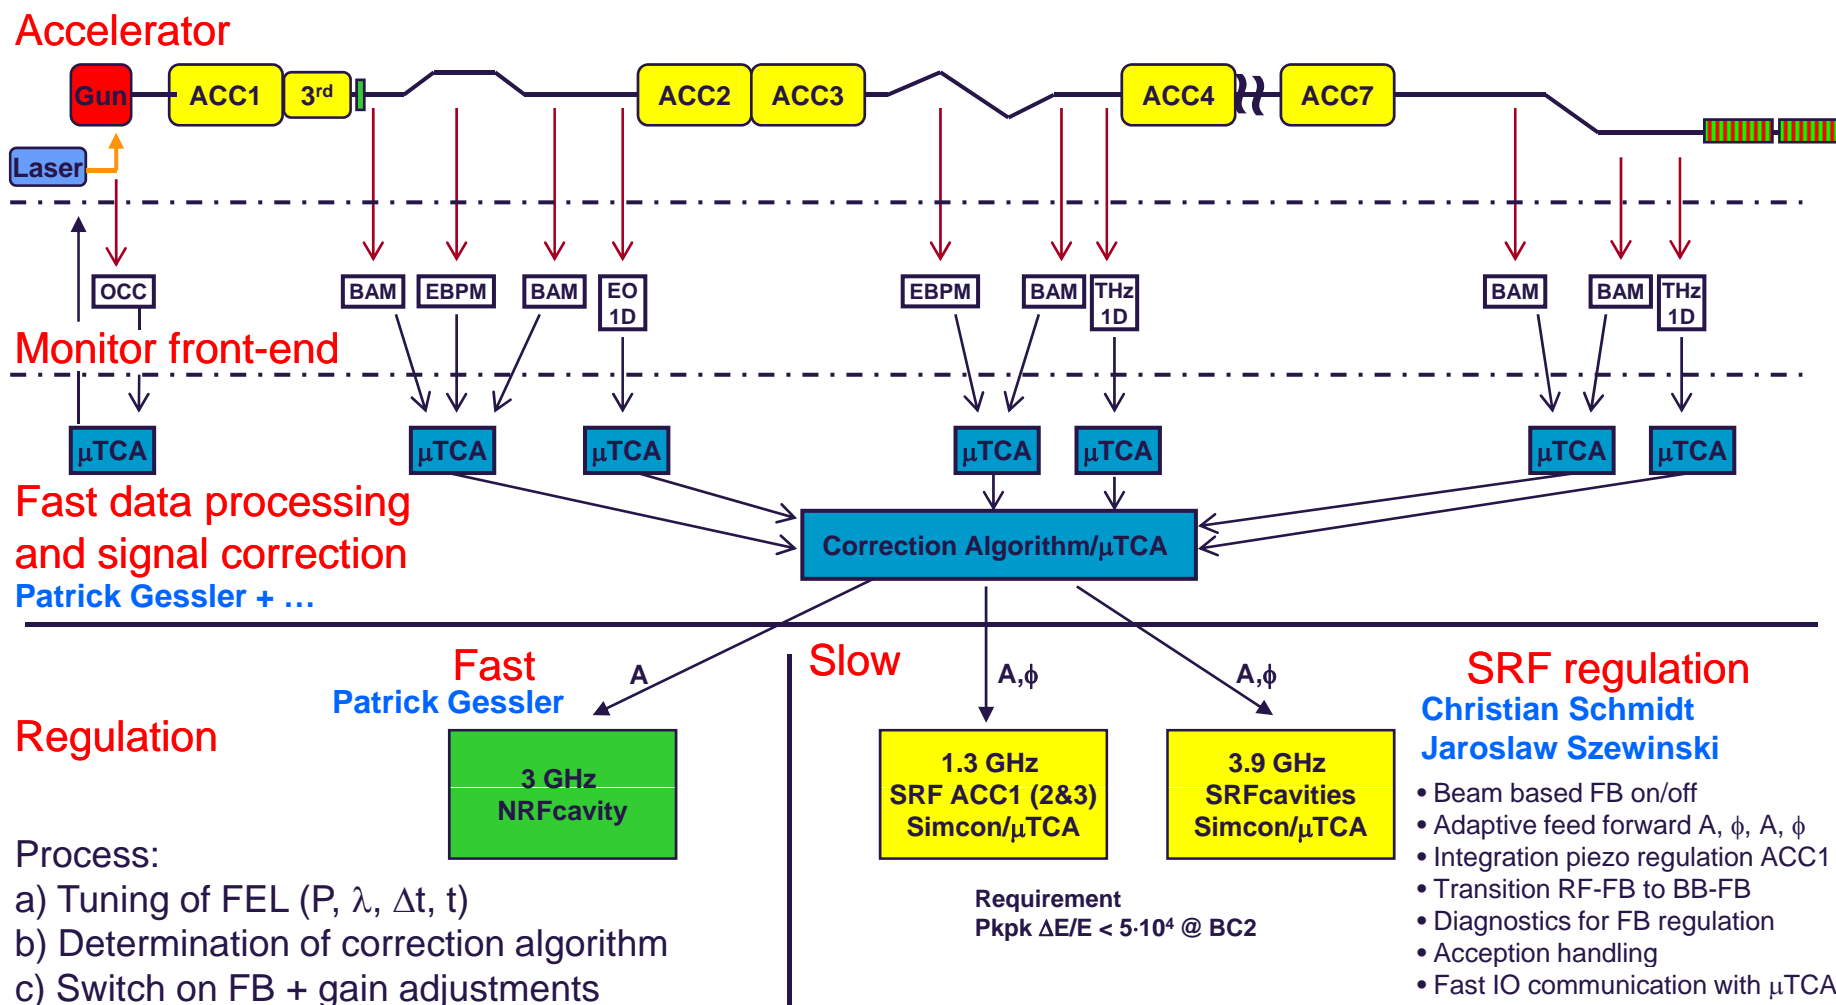 Accelerator
Gun
ACC1
3rd
ACC2
ACC3
ACC4
ACC7
Laser
OCC
BAM
EBPM
BAM
EO
1D
EBPM
BAM
THz
1D
BAM
BAM
THz
1D
Monitor front-end
μTCA
μTCA
μTCA
μTCA
μTCA
μTCA
μTCA
Fast data processing
and signal correction
Patrick Gessler + …
Correction Algorithm/μTCA
Fast
A
Patrick Gessler
Regulation
3 GHz
NRFcavity
Process:
a) Tuning of FEL (P, λ, Δt, t)
b) Determination of correction algorithm
c) Switch on FB + gain adjustments
Slow
A,ϕ
A,ϕ
1.3 GHz
SRF ACC1 (2&3)
Simcon/μTCA
3.9 GHz
SRFcavities
Simcon/μTCA
Requirement
Pkpk ΔE/E < 5·10⁴ @ BC2
SRF regulation
Christian Schmidt
Jaroslaw Szewinski
• Beam based FB on/off
• Adaptive feed forward A, ϕ, A, ϕ
• Integration piezo regulation ACC1
• Transition RF-FB to BB-FB
• Diagnostics for FB regulation
• Acception handling
• Fast IO communication with μTCA